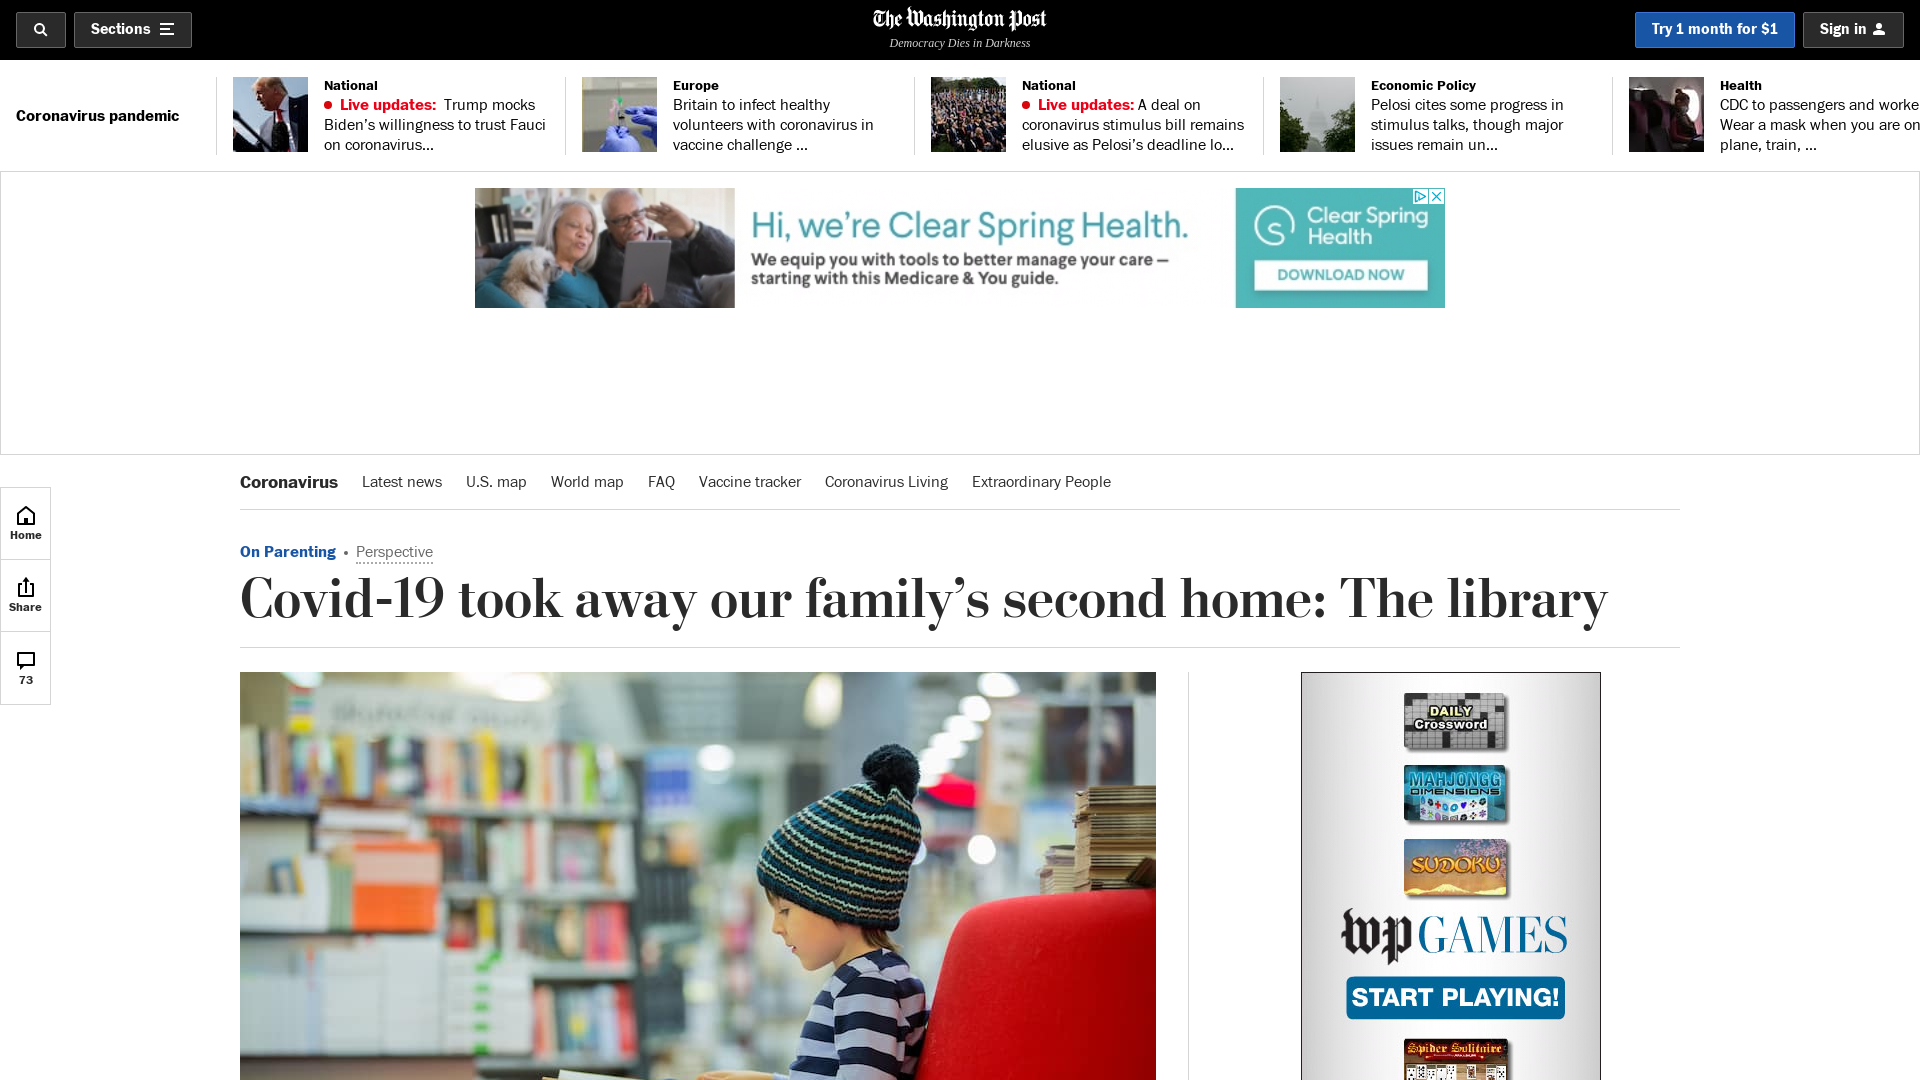 Sections
The Washington Post
Democracy Dies in Darkness
Try 1 month for $1
Sign in
Coronavirus pandemic
National
Live updates: Trump mocks
Biden’s willingness to trust Fauci
on coronavirus...
Europe
Britain to infect healthy
volunteers with coronavirus in
vaccine challenge ...
National
Live updates: A deal on
coronavirus stimulus bill remains
elusive as Pelosi’s deadline lo...
Economic Policy
Pelosi cites some progress in
stimulus talks, though major
issues remain un...
Health
CDC to passengers and worke
Wear a mask when you are on
plane, train, ...
Hi, we’re Clear Spring Health.
We equip you with tools to better manage your care —
starting with this Medicare & You guide.
Clear Spring
Health
DOWNLOAD NOW
Coronavirus Latest news U.S. map World map FAQ Vaccine tracker Coronavirus Living Extraordinary People
Home
Share
73
On Parenting • Perspective
Covid-19 took away our family’s second home: The library
DAILY
Crossword
MAHJONGG
DIMENSIONS
SUDOKU
wp GAMES
START PLAYING!
Spider Solitaire